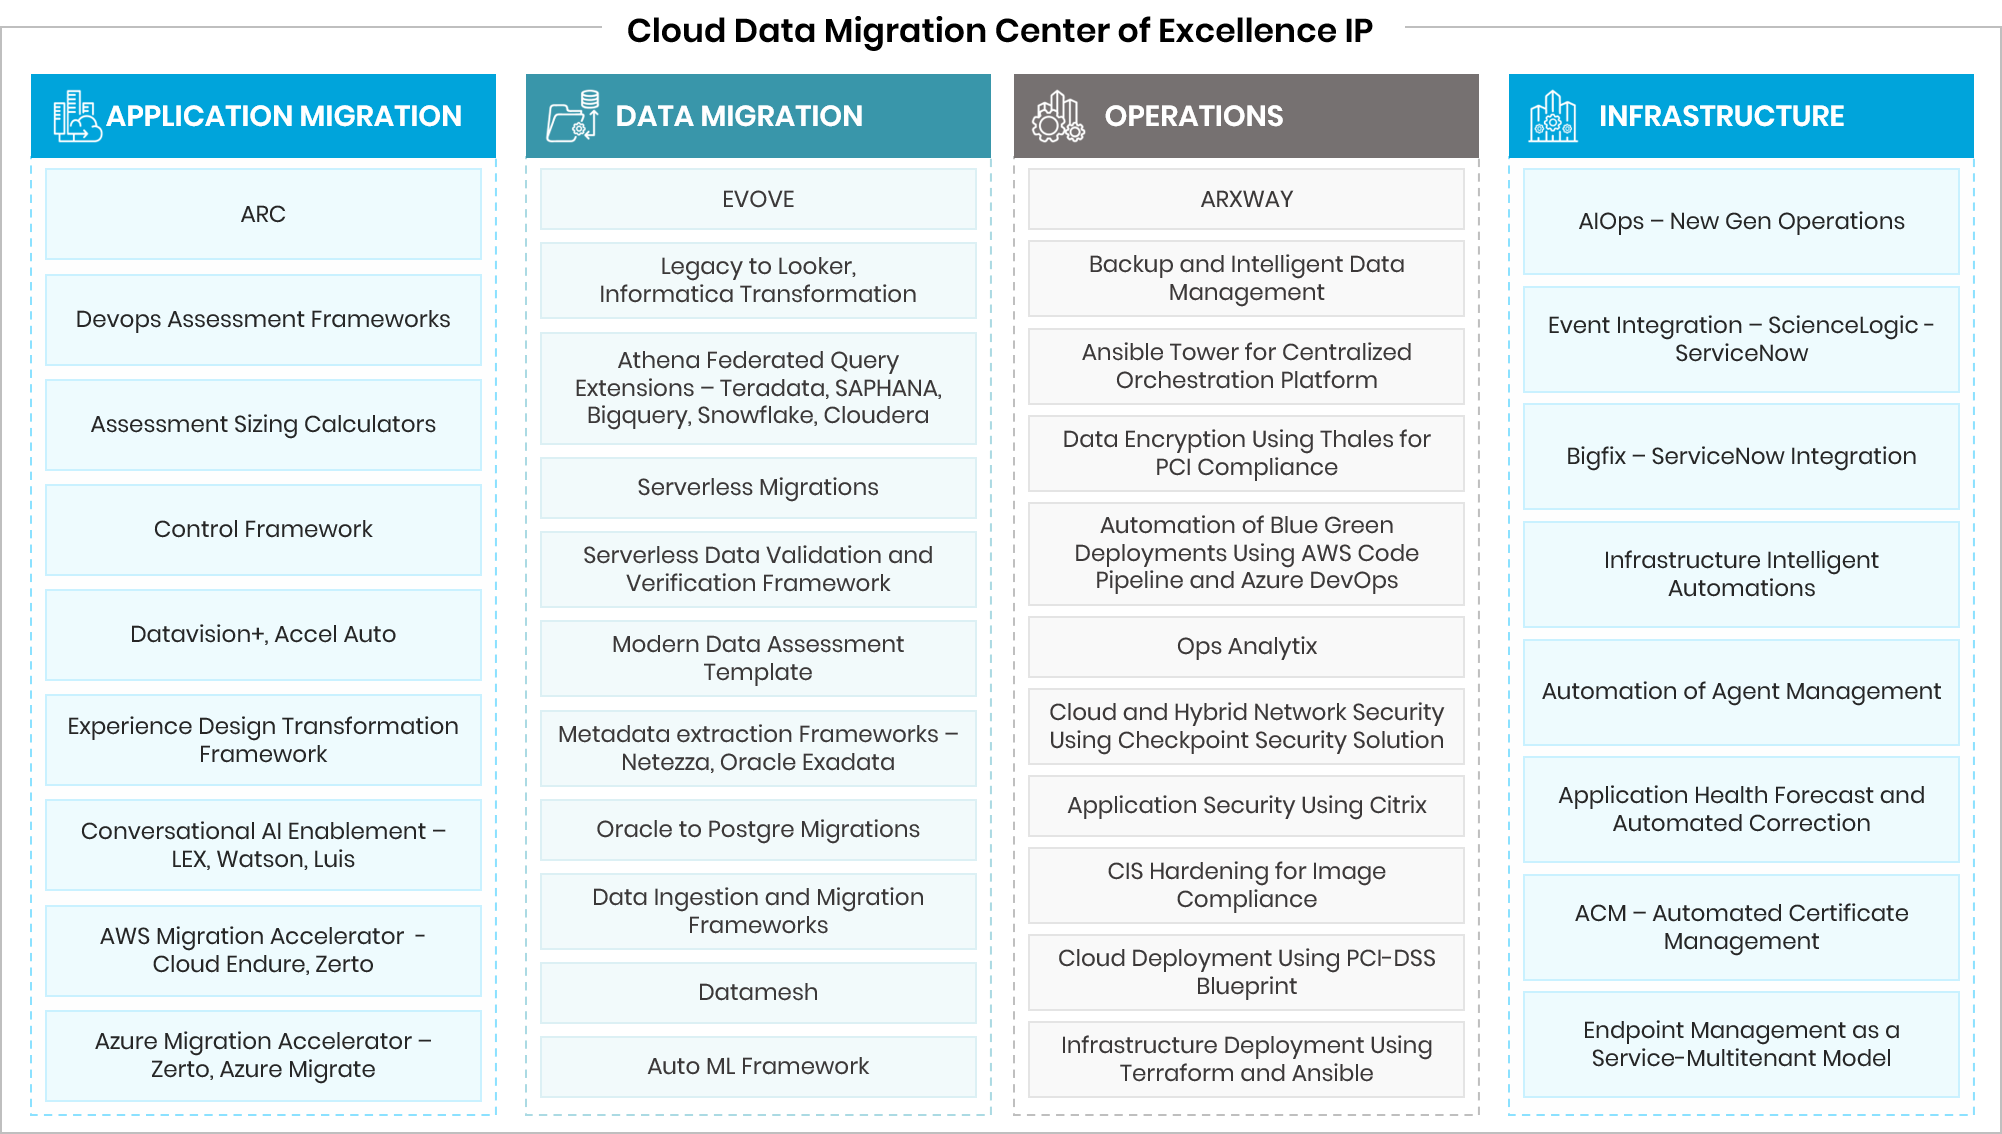 Cloud Data Migration Center of Excellence IP
APPLICATION MIGRATION
ARC
Devops Assessment Frameworks
Assessment Sizing Calculators
Control Framework
Datavision+, Accel Auto
Experience Design Transformation
Framework
Conversational AI Enablement –
LEX, Watson, Luis
AWS Migration Accelerator -
Cloud Endure, Zerto
Azure Migration Accelerator –
Zerto, Azure Migrate
DATA MIGRATION
EVOVE
Legacy to Looker,
Informatica Transformation
Athena Federated Query
Extensions – Teradata, SAPHANA,
Bigquery, Snowflake, Cloudera
Serverless Migrations
Serverless Data Validation and
Verification Framework
Modern Data Assessment
Template
Metadata extraction Frameworks –
Netezza, Oracle Exadata
Oracle to Postgre Migrations
Data Ingestion and Migration
Frameworks
Datamesh
Auto ML Framework
OPERATIONS
ARXWAY
Backup and Intelligent Data
Management
Ansible Tower for Centralized
Orchestration Platform
Data Encryption Using Thales for
PCI Compliance
Automation of Blue Green
Deployments Using AWS Code
Pipeline and Azure DevOps
Ops Analytix
Cloud and Hybrid Network Security
Using Checkpoint Security Solution
Application Security Using Citrix
CIS Hardening for Image
Compliance
Cloud Deployment Using PCI-DSS
Blueprint
Infrastructure Deployment Using
Terraform and Ansible
INFRASTRUCTURE
AIOps – New Gen Operations
Event Integration – ScienceLogic -
ServiceNow
Bigfix – ServiceNow Integration
Infrastructure Intelligent
Automations
Automation of Agent Management
Application Health Forecast and
Automated Correction
ACM – Automated Certificate
Management
Endpoint Management as a
Service-Multitenant Model